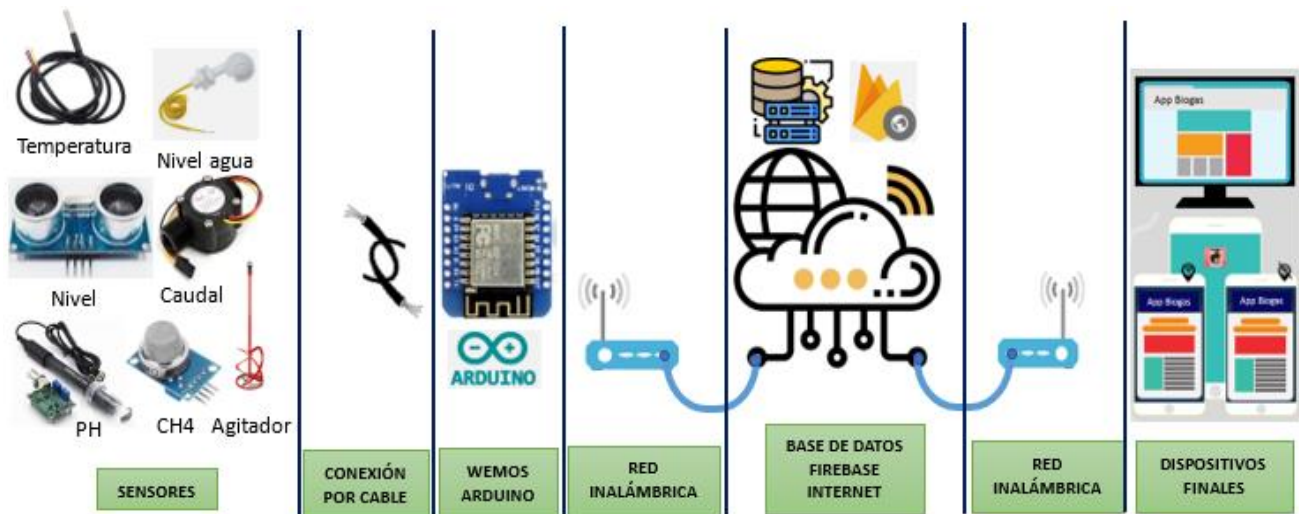 Temperatura
Nivel agua
Nivel
Caudal
PH
CH4
Agitador
SENSORES
CONEXIÓN
POR CABLE
ARDUINO
WEMOS
ARDUINO
RED
INALÁMBRICA
BASE DE DATOS
FIREBASE
INTERNET
RED
INALÁMBRICA
App Biogas
App Biogas
App Biogas
DISPOSITIVOS
FINALES